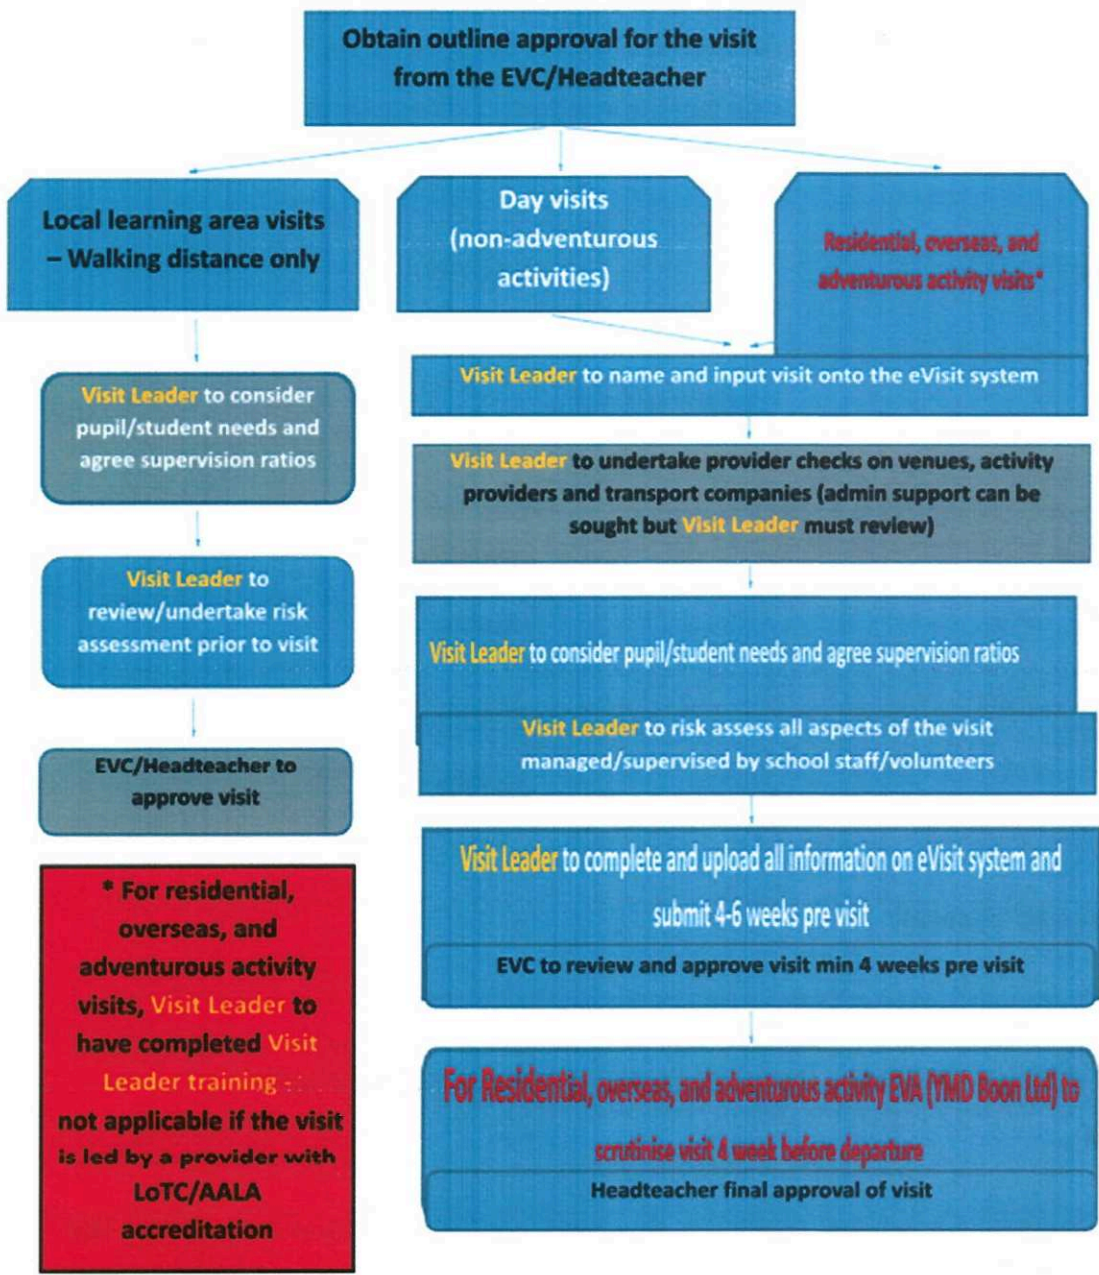 Obtain outline approval for the visit
from the EVC/Headteacher
Local learning area visits
– Walking distance only
Day visits
(non-adventurous
activities)
Residential, overseas, and
adventurous activity visits*
Visit Leader to consider
pupil/student needs and
agree supervision ratios
Visit Leader to
review/undertake risk
assessment prior to visit
EVC/Headteacher to
approve visit
Visit Leader to name and input visit onto the eVisit system
Visit Leader to undertake provider checks on venues, activity
providers and transport companies (admin support can be
sought but Visit Leader must review)
Visit Leader to consider pupil/student needs and agree supervision ratios
Visit Leader to risk assess all aspects of the visit
managed/supervised by school staff/volunteers
Visit Leader to complete and upload all information on eVisit system and
submit 4-6 weeks pre visit
EVC to review and approve visit min 4 weeks pre visit
For Residential, overseas, and adventurous activity EVA (YMD Boon Ltd) to
scrutinise visit 4 week before departure
Headteacher final approval of visit
* For residential,
overseas, and
adventurous activity
visits, Visit Leader to
have completed Visit
Leader training -
not applicable if the visit
is led by a provider with
LoTC/AALA
accreditation